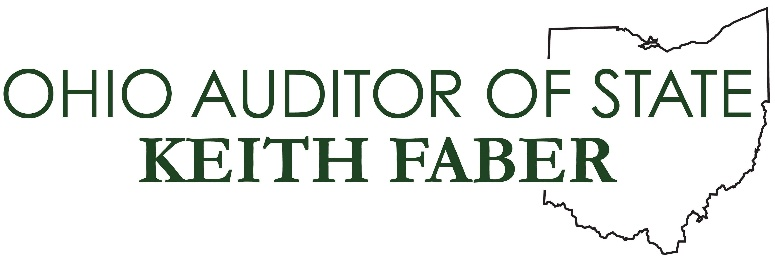 OHIO AUDITOR OF STATE
KEITH FABER